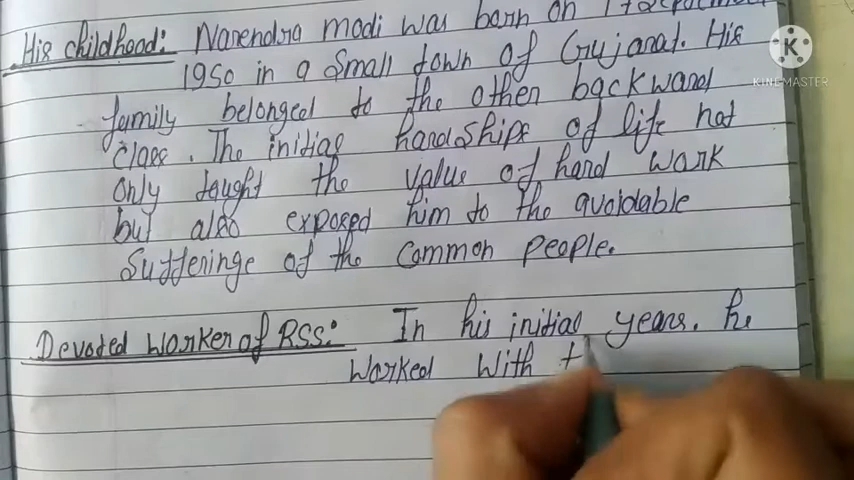 His childhood: Narendra modi was born on 17
1950 in a small town of Gujarat. His
family belonged to the other backward
class. The initial hardships of life not
only taught the value of hard work
but also exposed him to the avoidable
Sufferings of the common people.
Devoted worker of RSS: In his initial years. he
worked with t
KINEMASTER